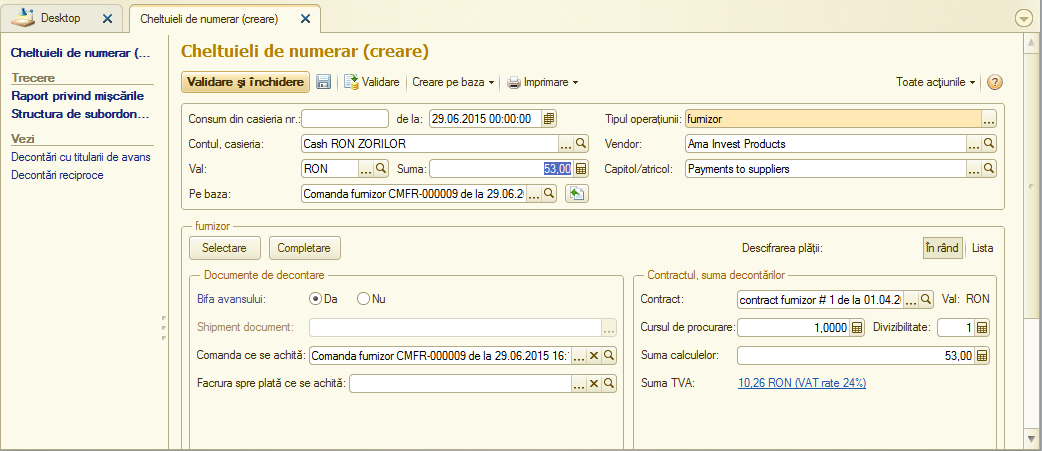 Desktop
Cheltuieli de numerar (creare)
Cheltuieli de numerar (...
Trecere
Raport privind mişcările
Structura de subordon...
Vezi
Decontări cu titularii de avans
Decontări reciproce
Cheltuieli de numerar (creare)
Validare şi închidere Validare Creare pe baza Imprimare Toate acţiunile ?
Consum din casieria nr.: de la: 29.06.2015 00:00:00 Tipul operaţiunii: furnizor ...
Contul, casieria: Cash RON ZORILOR ... Vendor: Ama Invest Products ...
Val: RON ... Suma: 53,00 Capitol/atricol: Payments to suppliers ...
Pe baza: Comanda furnizor CMFR-000009 de la 29.06.20 ...
furnizor
Selectare Completare Descifrarea plăţii: În rând Lista
Documente de decontare
Bifa avansului: Da Nu
Shipment document: ...
Comanda ce se achită: Comanda furnizor CMFR-000009 de la 29.06.2015 16: ...
Facrura spre plată ce se achită: ...
Contractul, suma decontărilor
Contract: contract furnizor # 1 de la 01.04.20 ... Val: RON
Cursul de procurare: 1,0000 Divizibilitate: 1
Suma calculelor: 53,00
Suma TVA: 10,26 RON (VAT rate 24%)